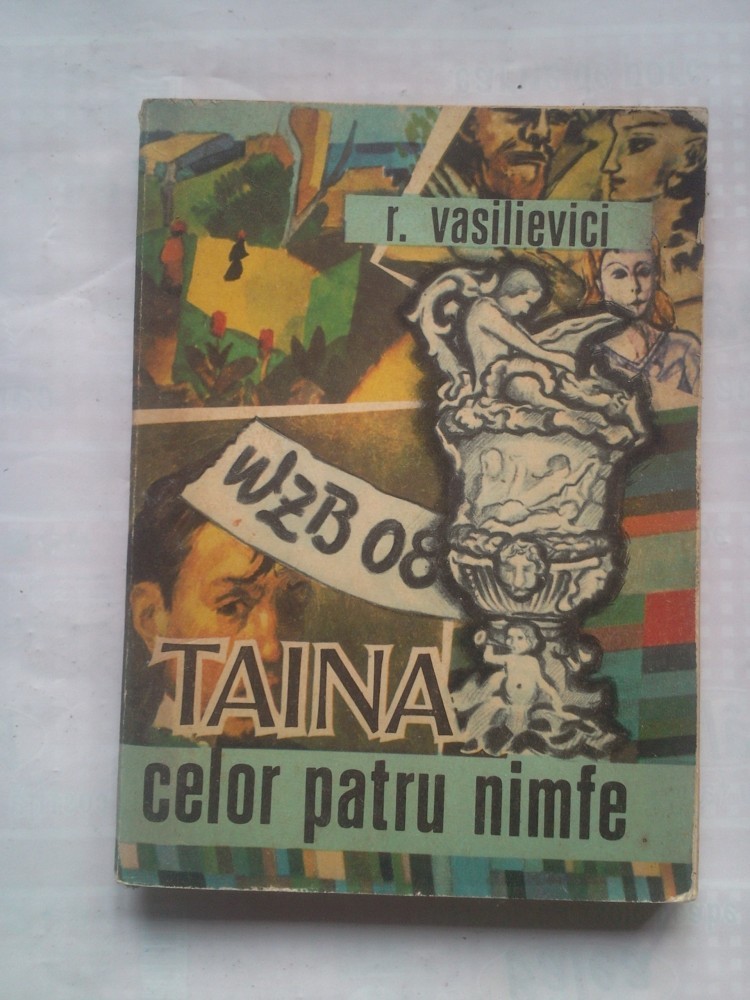 r. vasilievici
WZB 08
TAINA
celor patru nimfe